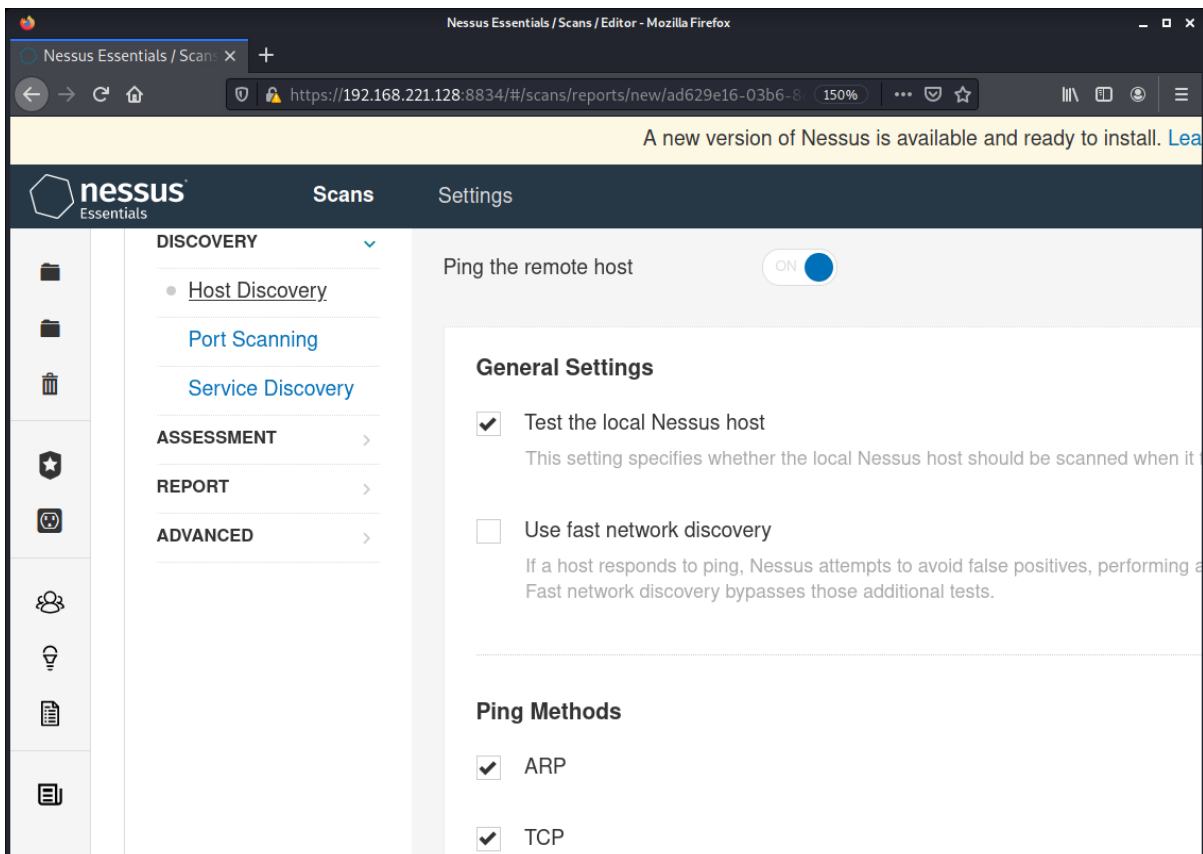 Nessus Essentials / Scans / Editor - Mozilla Firefox
Nessus Essentials / Scans
https://192.168.221.128:8834/#/scans/reports/new/ad629e16-03b6-8 150%
A new version of Nessus is available and ready to install. Lea
nessus Scans Settings
Essentials
DISCOVERY
Ping the remote host ON
Host Discovery
Port Scanning
General Settings
Service Discovery
Test the local Nessus host
ASSESSMENT
This setting specifies whether the local Nessus host should be scanned when it
REPORT
Use fast network discovery
ADVANCED
If a host responds to ping, Nessus attempts to avoid false positives, performing a
Fast network discovery bypasses those additional tests.
Ping Methods
ARP
TCP